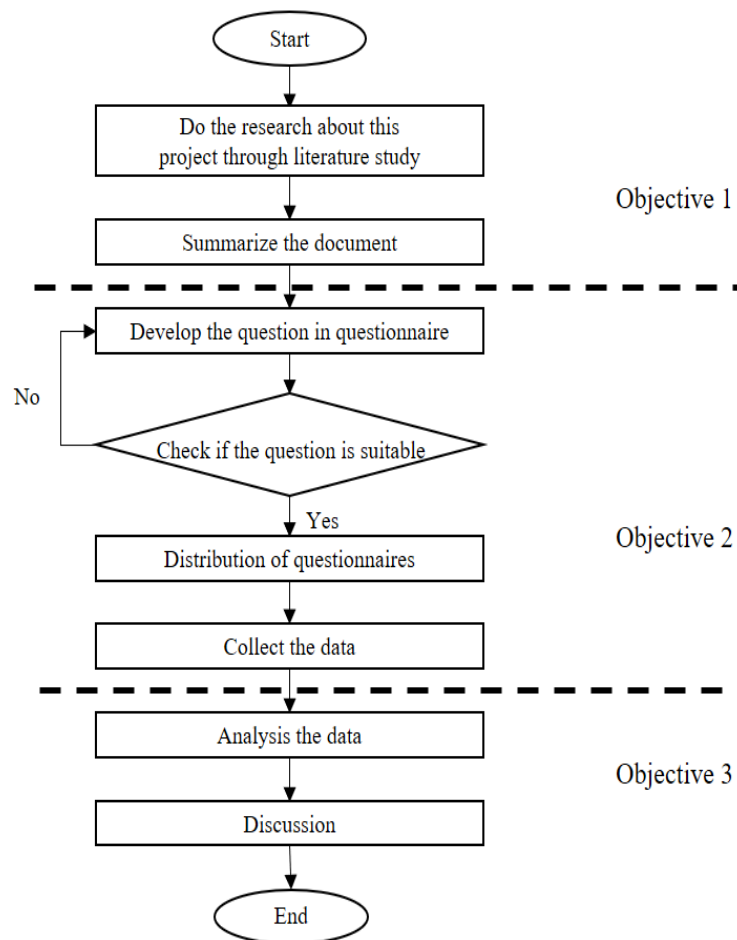 Start
Do the research about this
project through literature study
Objective 1
Summarize the document
Develop the question in questionnaire
No
Check if the question is suitable
Yes
Objective 2
Distribution of questionnaires
Collect the data
Analysis the data
Objective 3
Discussion
End